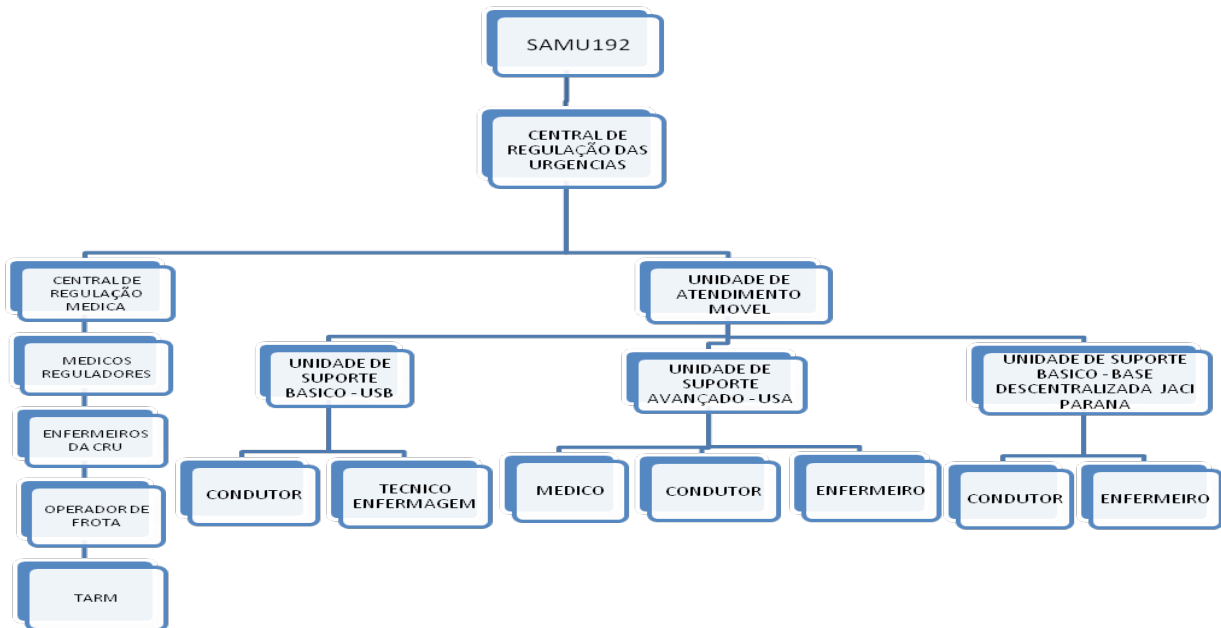 SAMU192
CENTRAL DE
REGULAÇÃO DAS
URGENCIAS
CENTRAL DE
REGULAÇÃO
MEDICA
MEDICOS
REGULADORES
ENFERMEIROS
DA CRU
OPERADOR DE
FROTA
TARM
UNIDADE DE
ATENDIMENTO
MOVEL
UNIDADE DE
SUPORTE
BASICO - USB
CONDUTOR
TECNICO
ENFERMAGEM
UNIDADE DE
SUPORTE
AVANÇADO - USA
MEDICO
CONDUTOR
ENFERMEIRO
UNIDADE DE SUPORTE
BASICO - BASE
DESCENTRALIZADA JACI
PARANA
CONDUTOR
ENFERMEIRO